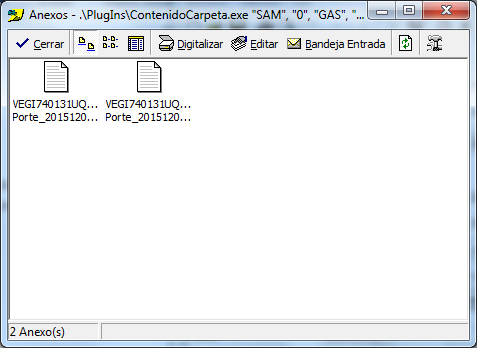 Anexos - .\PlugIns\ContenidoCarpeta.exe "SAM", "0", "GAS", "...
Cerrar Digitalizar Editar Bandeja Entrada
VEGI740131UQ... VEGI740131UQ...
Porte_2015120... Porte_2015120...
2 Anexo(s)